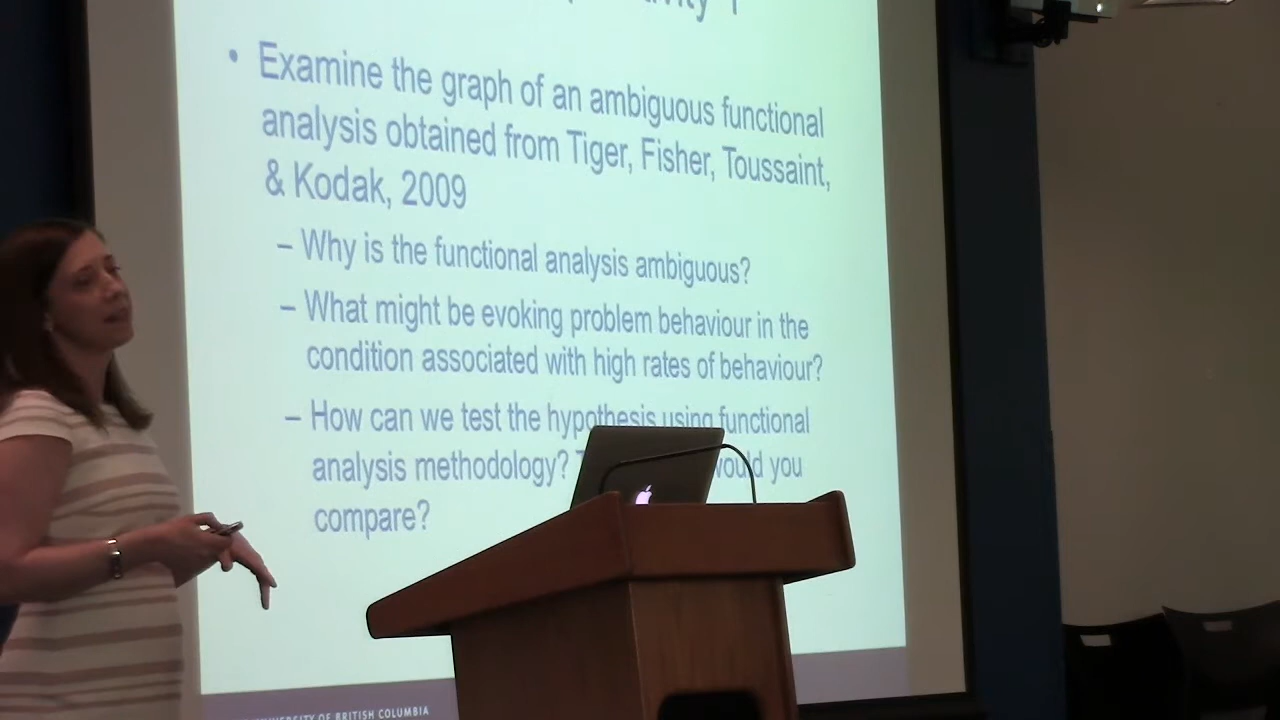 • Examine the graph of an ambiguous functional
analysis obtained from Tiger, Fisher, Toussaint,
& Kodak, 2009
– Why is the functional analysis ambiguous?
– What might be evoking problem behaviour in the
condition associated with high rates of behaviour?
– How can we test the hypothesis using functional
analysis methodology? would you
compare?
UNIVERSITY OF BRITISH COLUMBIA